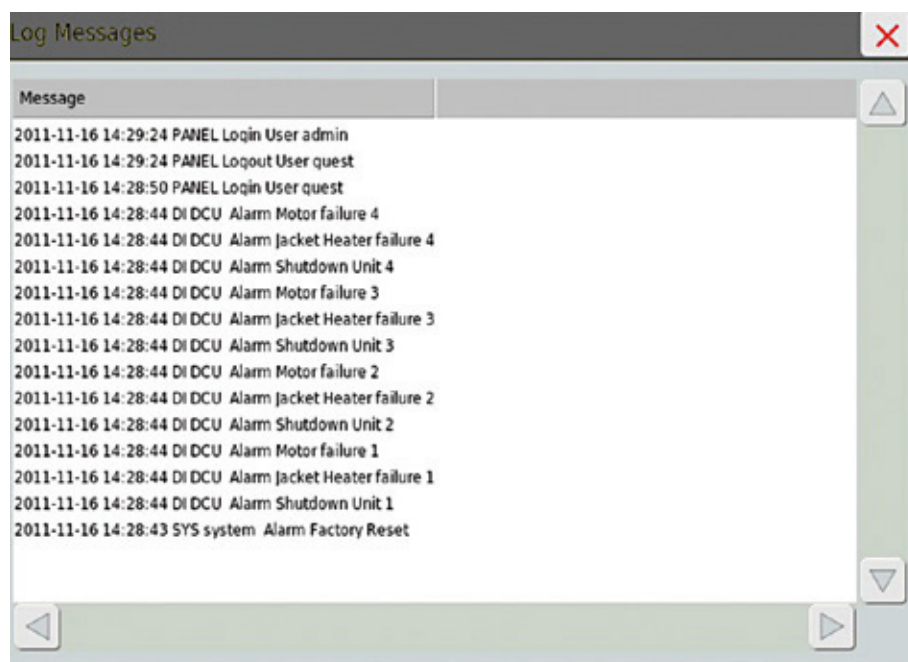 Log Messages
Message
2011-11-16 14:29:24 PANEL Login User admin
2011-11-16 14:29:24 PANEL Logout User guest
2011-11-16 14:28:50 PANEL Login User guest
2011-11-16 14:28:44 DI DCU Alarm Motor failure 4
2011-11-16 14:28:44 DI DCU Alarm Jacket Heater failure 4
2011-11-16 14:28:44 DI DCU Alarm Shutdown Unit 4
2011-11-16 14:28:44 DI DCU Alarm Motor failure 3
2011-11-16 14:28:44 DI DCU Alarm Jacket Heater failure 3
2011-11-16 14:28:44 DI DCU Alarm Shutdown Unit 3
2011-11-16 14:28:44 DI DCU Alarm Motor failure 2
2011-11-16 14:28:44 DI DCU Alarm Jacket Heater failure 2
2011-11-16 14:28:44 DI DCU Alarm Shutdown Unit 2
2011-11-16 14:28:44 DI DCU Alarm Motor failure 1
2011-11-16 14:28:44 DI DCU Alarm Jacket Heater failure 1
2011-11-16 14:28:44 DI DCU Alarm Shutdown Unit 1
2011-11-16 14:28:43 SYS system Alarm Factory Reset